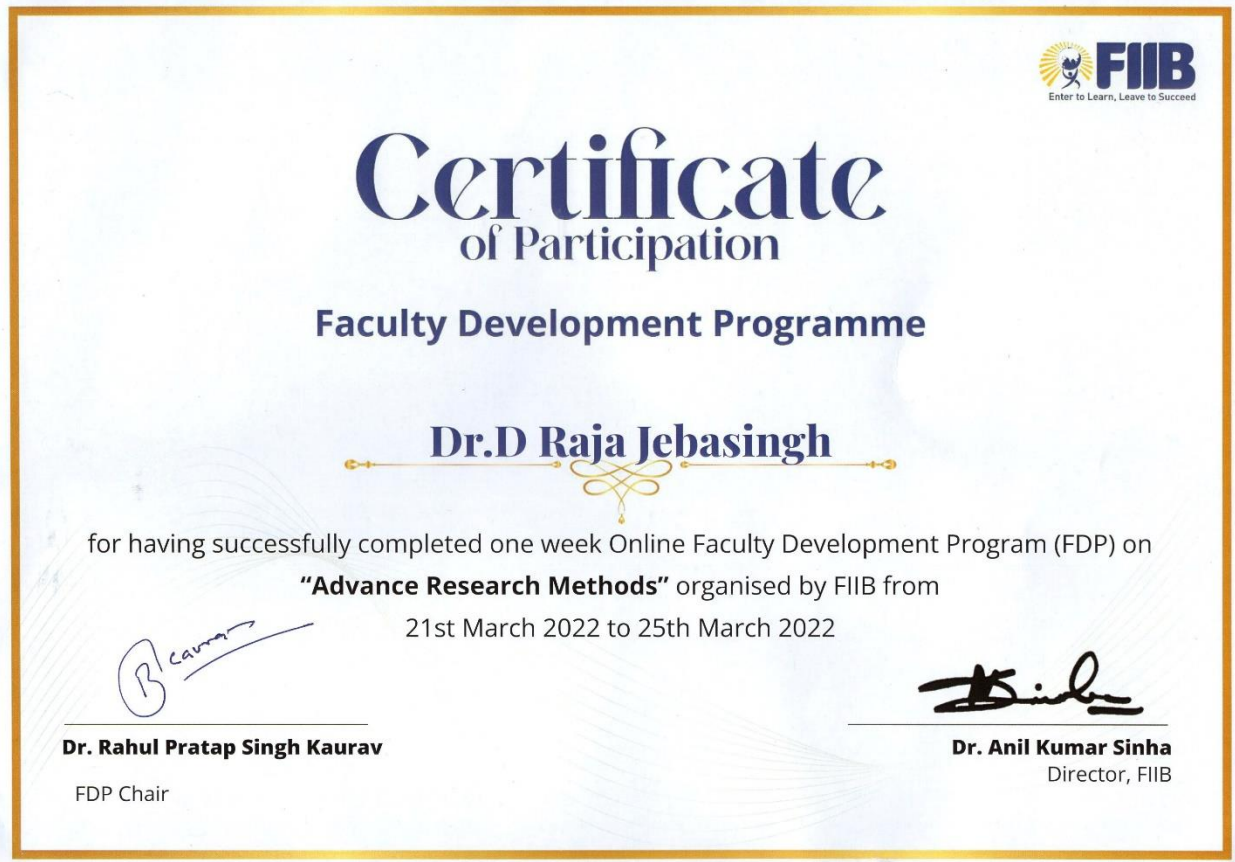 FIIB
Enter to Learn, Leave to Succeed
Certificate
of Participation
Faculty Development Programme
Dr.D Raja Jebasingh
for having successfully completed one week Online Faculty Development Program (FDP) on
“Advance Research Methods” organised by FIIB from
21st March 2022 to 25th March 2022
Dr. Rahul Pratap Singh Kaurav
FDP Chair
Dr. Anil Kumar Sinha
Director, FIIB